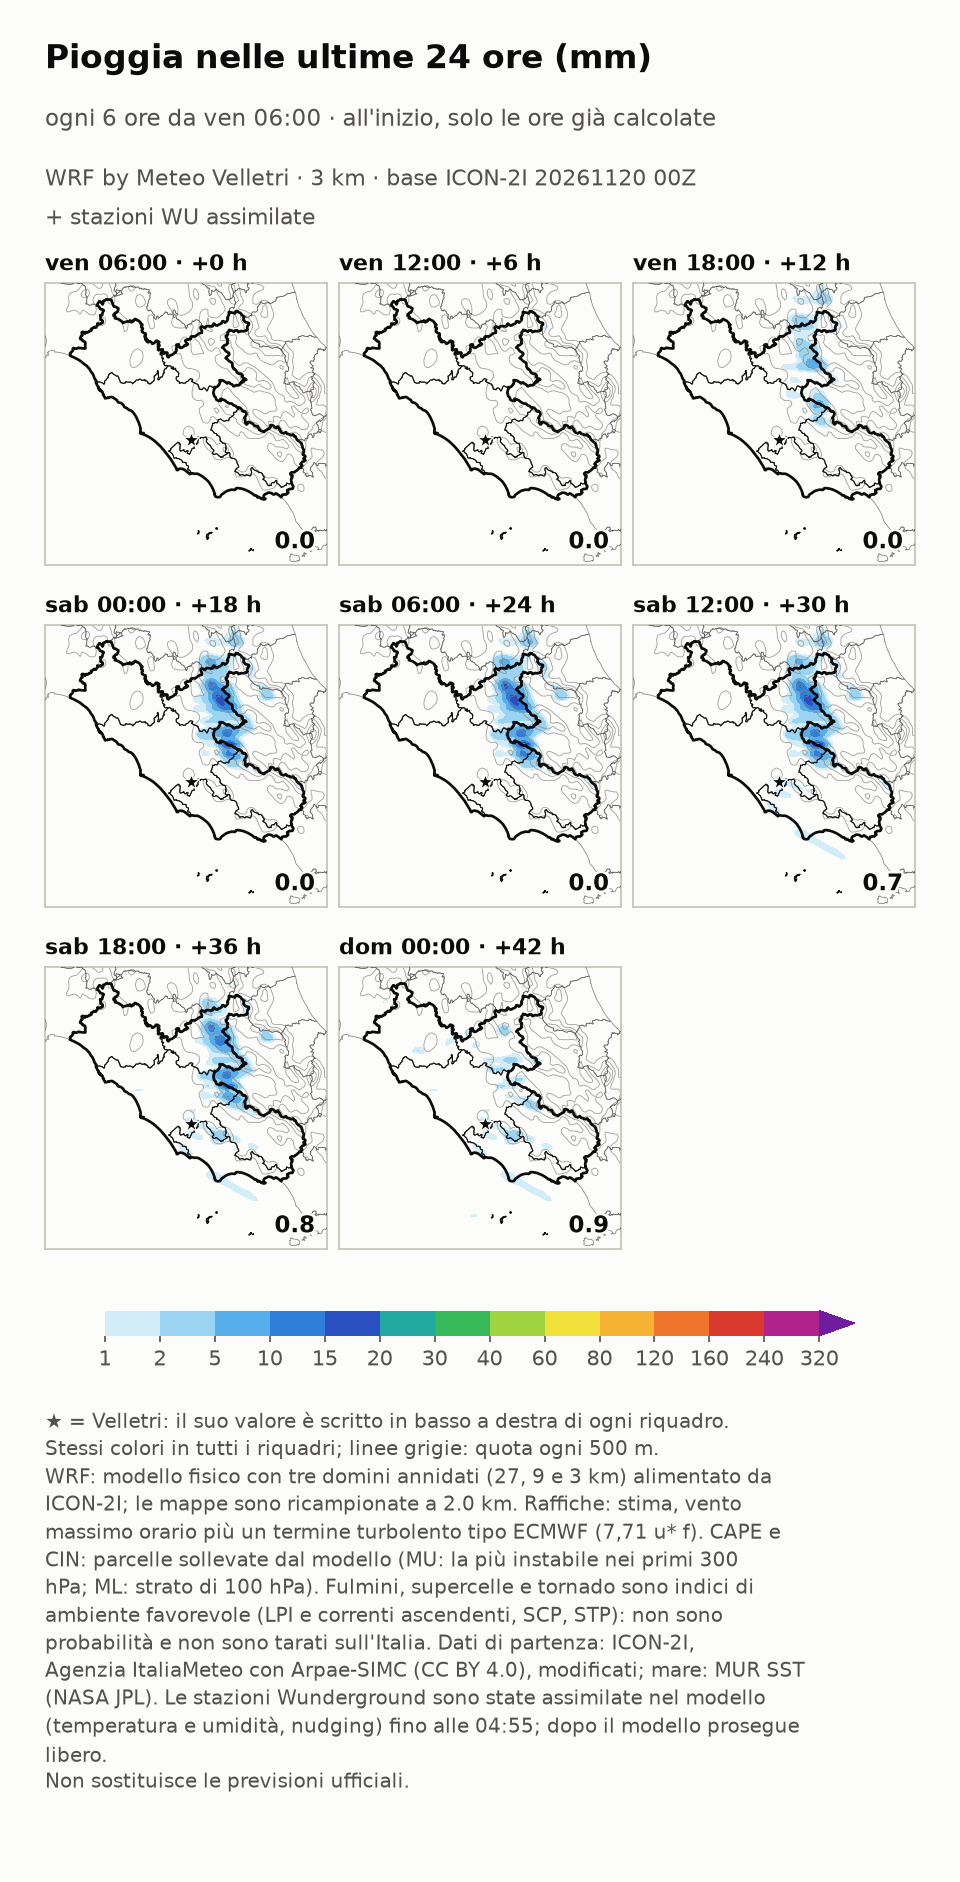 Pioggia nelle ultime 24 ore (mm)
ogni 6 ore da ven 06:00 · all'inizio, solo le ore già calcolate
WRF by Meteo Velletri · 3 km · base ICON-2I 20261120 00Z
+ stazioni WU assimilate
ven 06:00 · +0 h
ven 12:00 · +6 h
ven 18:00 · +12 h
0.0
0.0
0.0
sab 00:00 · +18 h
sab 06:00 · +24 h
sab 12:00 · +30 h
0.0
0.0
0.7
sab 18:00 · +36 h
dom 00:00 · +42 h
0.8
0.9
1 2 5 10 15 20 30 40 60 80 120 160 240 320
★ = Velletri: il suo valore è scritto in basso a destra di ogni riquadro.
Stessi colori in tutti i riquadri; linee grigie: quota ogni 500 m.
WRF: modello fisico con tre domini annidati (27, 9 e 3 km) alimentato da
ICON-2I; le mappe sono ricampionate a 2.0 km. Raffiche: stima, vento
massimo orario più un termine turbolento tipo ECMWF (7,71 u* f). CAPE e
CIN: parcelle sollevate dal modello (MU: la più instabile nei primi 300
hPa; ML: strato di 100 hPa). Fulmini, supercelle e tornado sono indici di
ambiente favorevole (LPI e correnti ascendenti, SCP, STP): non sono
probabilità e non sono tarati sull'Italia. Dati di partenza: ICON-2I,
Agenzia ItaliaMeteo con Arpae-SIMC (CC BY 4.0), modificati; mare: MUR SST
(NASA JPL). Le stazioni Wunderground sono state assimilate nel modello
(temperatura e umidità, nudging) fino alle 04:55; dopo il modello prosegue
libero.
Non sostituisce le previsioni ufficiali.